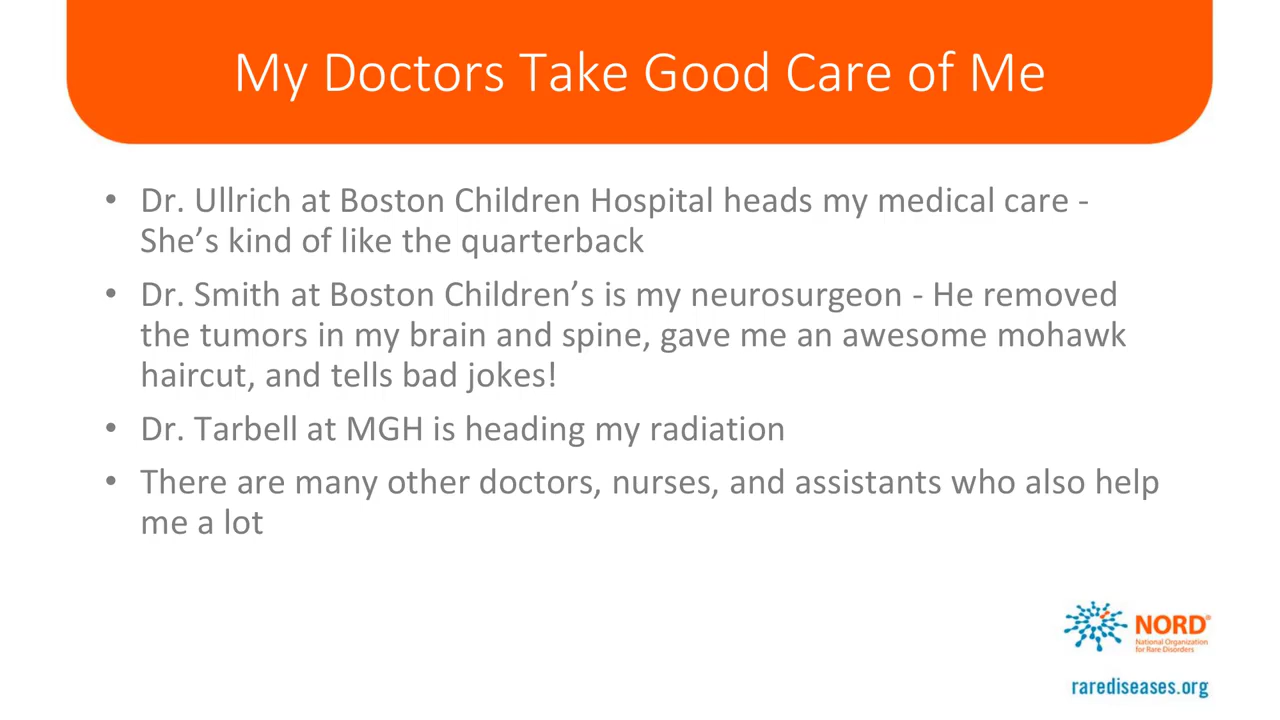 My Doctors Take Good Care of Me
• Dr. Ullrich at Boston Children Hospital heads my medical care -
She’s kind of like the quarterback
• Dr. Smith at Boston Children’s is my neurosurgeon - He removed
the tumors in my brain and spine, gave me an awesome mohawk
haircut, and tells bad jokes!
• Dr. Tarbell at MGH is heading my radiation
• There are many other doctors, nurses, and assistants who also help
me a lot
NORD®
National Organization
for Rare Disorders
rarediseases.org